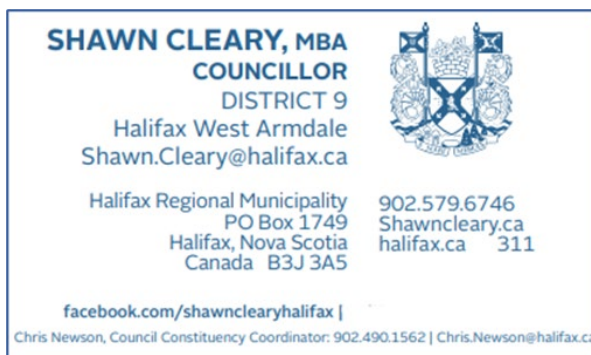 SHAWN CLEARY, MBA
COUNCILLOR
DISTRICT 9
Halifax West Armdale
Shawn.Cleary@halifax.ca
Halifax Regional Municipality
PO Box 1749
Halifax, Nova Scotia
Canada B3J 3A5
902.579.6746
Shawncleary.ca
halifax.ca 311
facebook.com/shawnclearyhalifax |
Chris Newson, Council Constituency Coordinator: 902.490.1562 | Chris.Newson@halifax.ca